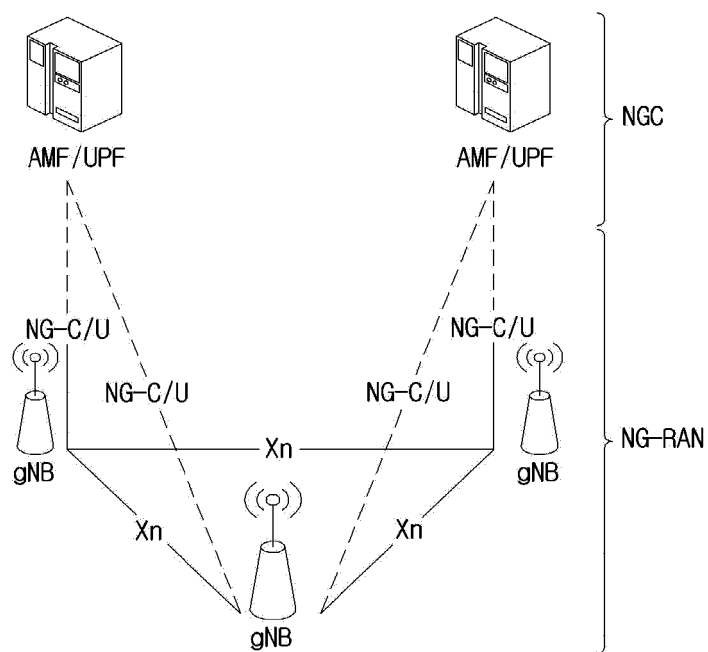 NGC
AMF/UPF
AMF/UPF
NG-C/U
NG-C/U
NG-C/U
NG-C/U
gNB
Xn
gNB
NG-RAN
Xn
Xn
gNB